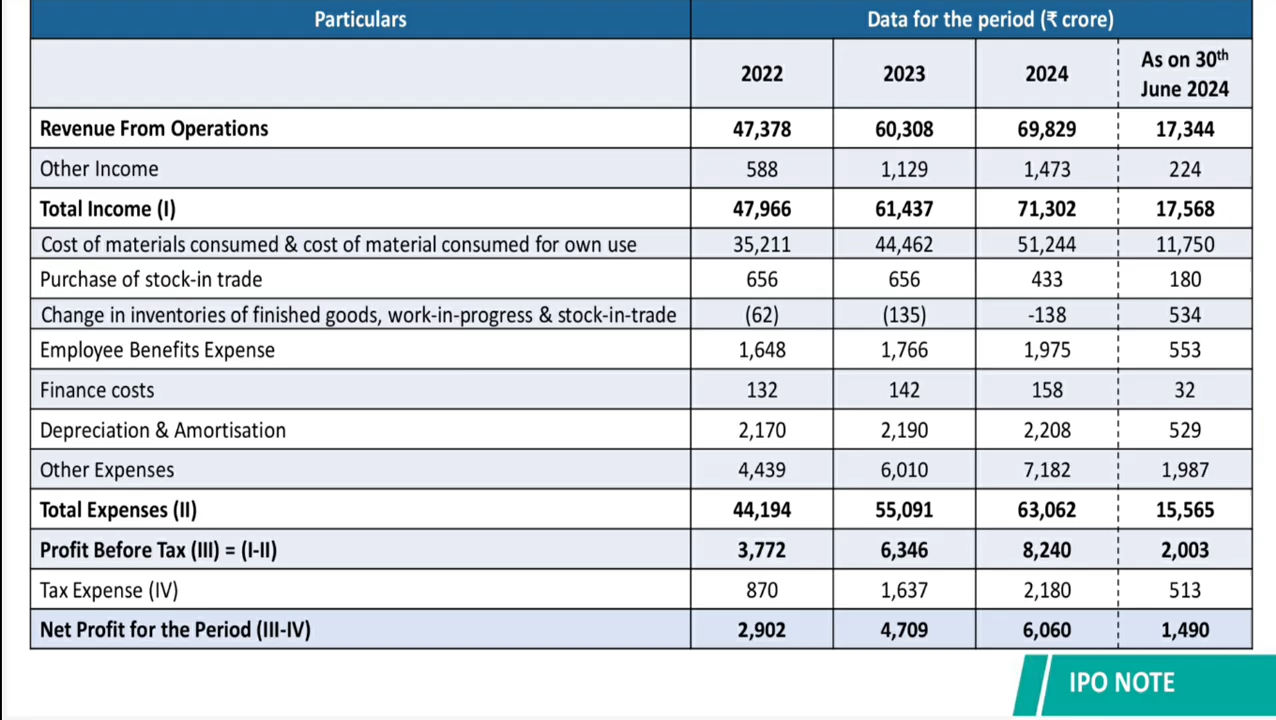 Particulars Data for the period (₹ crore)
2022 2023 2024 As on 30th
June 2024
Revenue From Operations 47,378 60,308 69,829 17,344
Other Income 588 1,129 1,473 224
Total Income (I) 47,966 61,437 71,302 17,568
Cost of materials consumed & cost of material consumed for own use 35,211 44,462 51,244 11,750
Purchase of stock-in trade 656 656 433 180
Change in inventories of finished goods, work-in-progress & stock-in-trade (62) (135) -138 534
Employee Benefits Expense 1,648 1,766 1,975 553
Finance costs 132 142 158 32
Depreciation & Amortisation 2,170 2,190 2,208 529
Other Expenses 4,439 6,010 7,182 1,987
Total Expenses (II) 44,194 55,091 63,062 15,565
Profit Before Tax (III) = (I-II) 3,772 6,346 8,240 2,003
Tax Expense (IV) 870 1,637 2,180 513
Net Profit for the Period (III-IV) 2,902 4,709 6,060 1,490
IPO NOTE